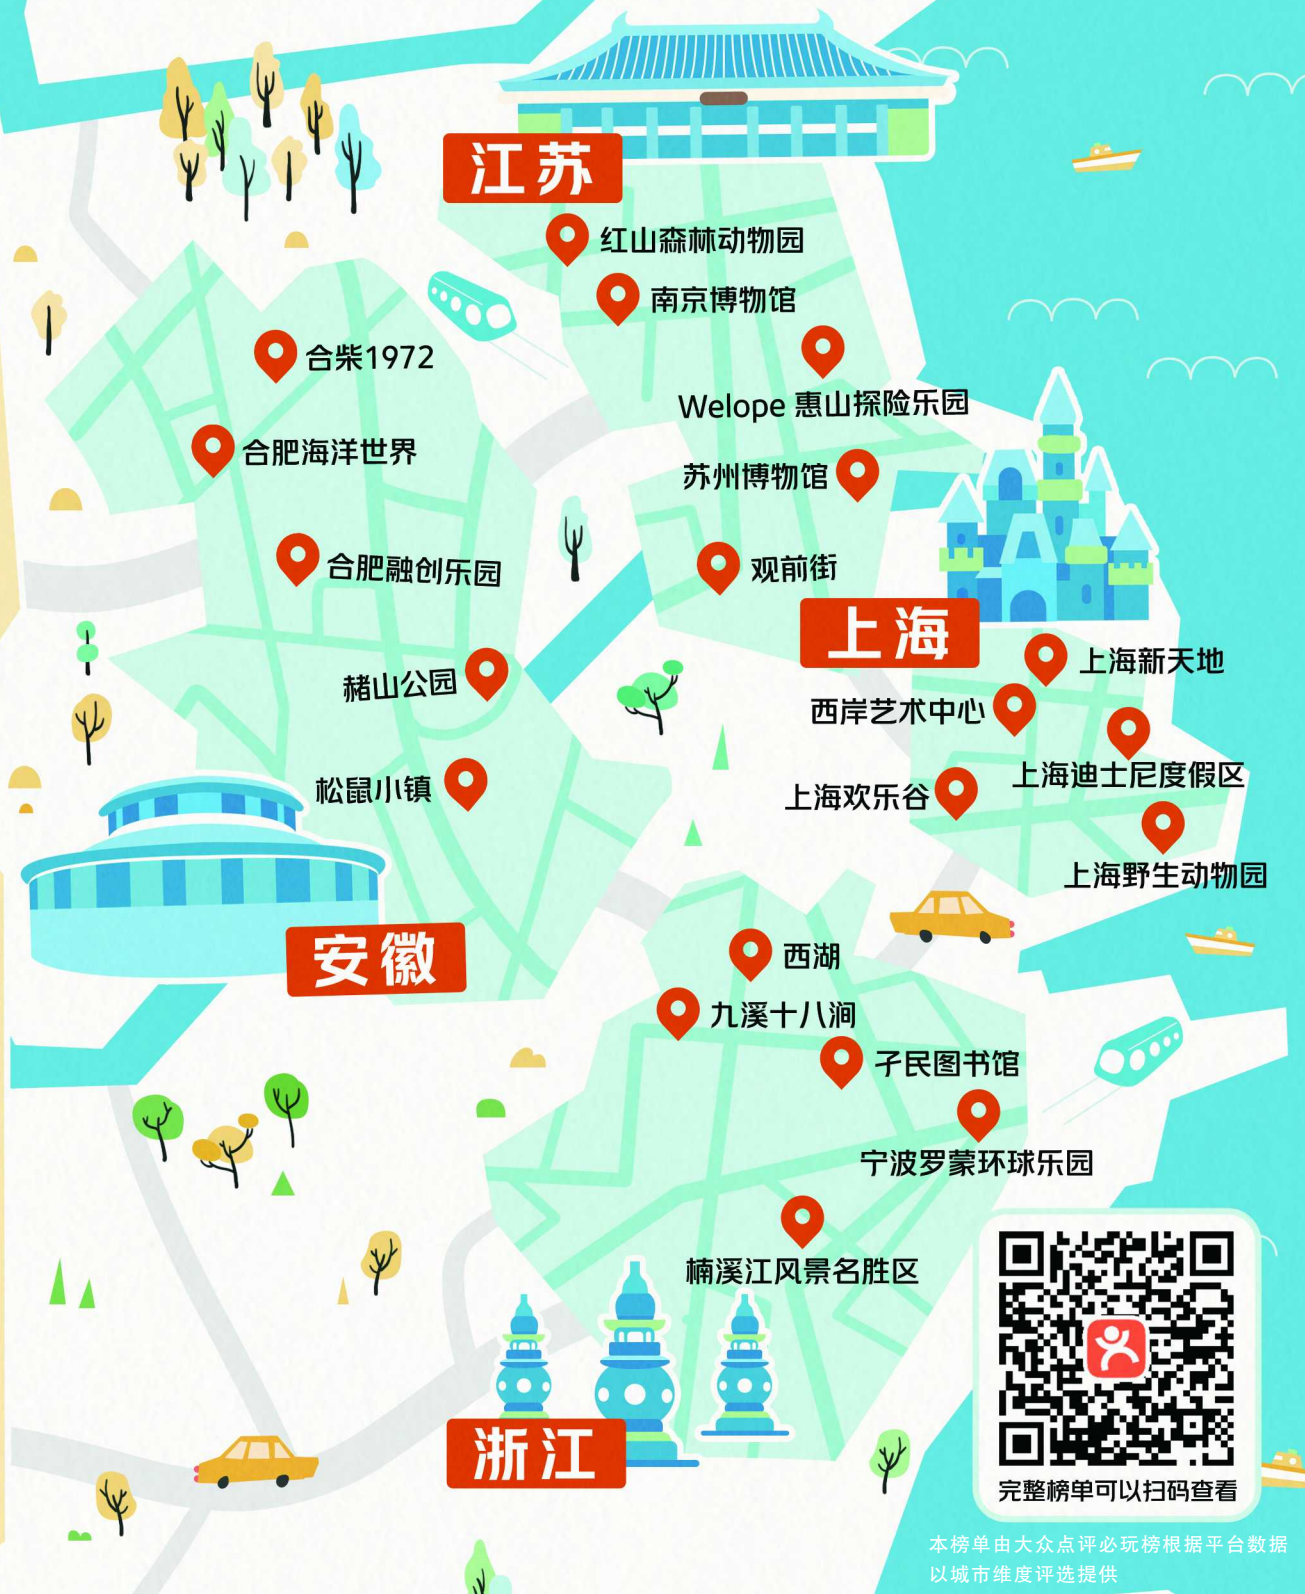 江苏
红山森林动物园
南京博物馆
Welope 惠山探险乐园
苏州博物馆
观前街
合柴1972
合肥海洋世界
合肥融创乐园
赭山公园
松鼠小镇
安徽
上海
上海新天地
西岸艺术中心
上海迪士尼度假区
上海欢乐谷
上海野生动物园
西湖
九溪十八涧
孑民图书馆
宁波罗蒙环球乐园
楠溪江风景名胜区
浙江
完整榜单可以扫码查看
本榜单由大众点评必玩榜根据平台数据
以城市维度评选提供